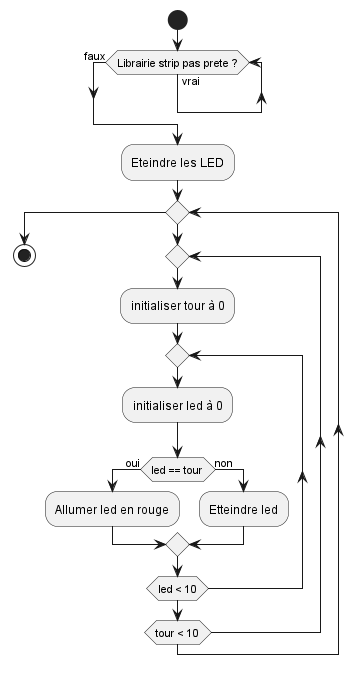 Librairie strip pas prete ?
faux
vrai
Eteindre les LED
initialiser tour à 0
initialiser led à 0
led == tour
oui
non
Allumer led en rouge
Etteindre led
led < 10
tour < 10